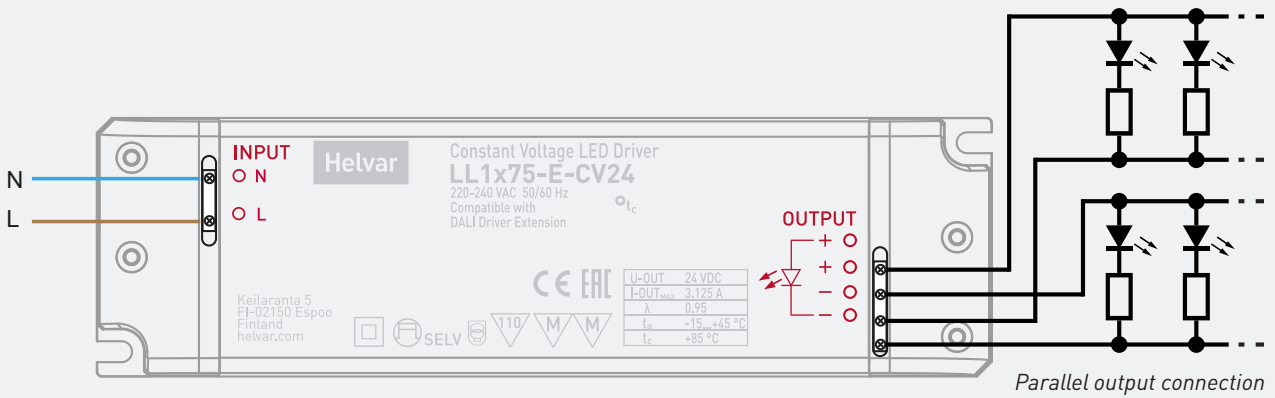 N
L
INPUT
N
L
Helvar
Constant Voltage LED Driver
LL1x75-E-CV24
220-240 VAC 50/60 Hz
Compatible with
DALI Driver Extension
tc
Keilaranta 5
FI-02150 Espoo
Finland
helvar.com
CE EAC
SELV
110
M
M
U-OUT 24 VDC
I-OUTMAX 3.125 A
λ 0.95
ta -15...+45 °C
tc +85 °C
OUTPUT
+
+
−
−
Parallel output connection